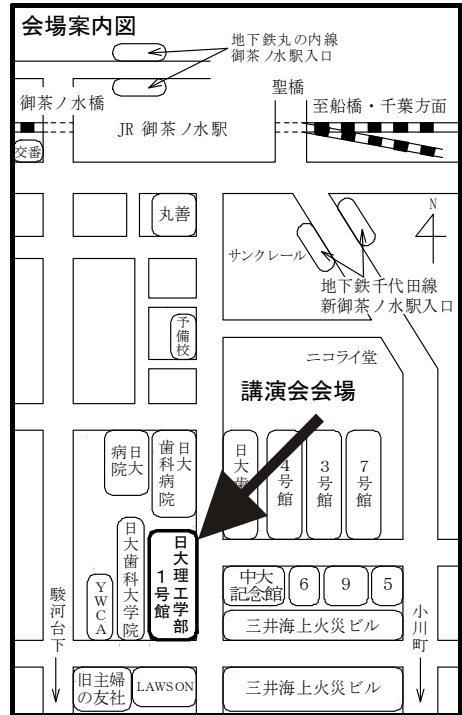 会場案内図
地下鉄丸の内線
御茶ノ水駅入口
御茶ノ水橋
聖橋
JR 御茶ノ水駅
至船橋・千葉方面
交番
丸善
N
サンクレール
地下鉄千代田線
新御茶ノ水駅入口
予備校
ニコライ堂
講演会会場
日大病院
日大歯科病院
日大歯
4号館
3号館
7号館
日大歯科大学院
日大理工学部
1号館
YWCA
中大
記念館
6
9
5
駿河台下
小川町
三井海上火災ビル
旧主婦
の友社
LAWSON
三井海上火災ビル